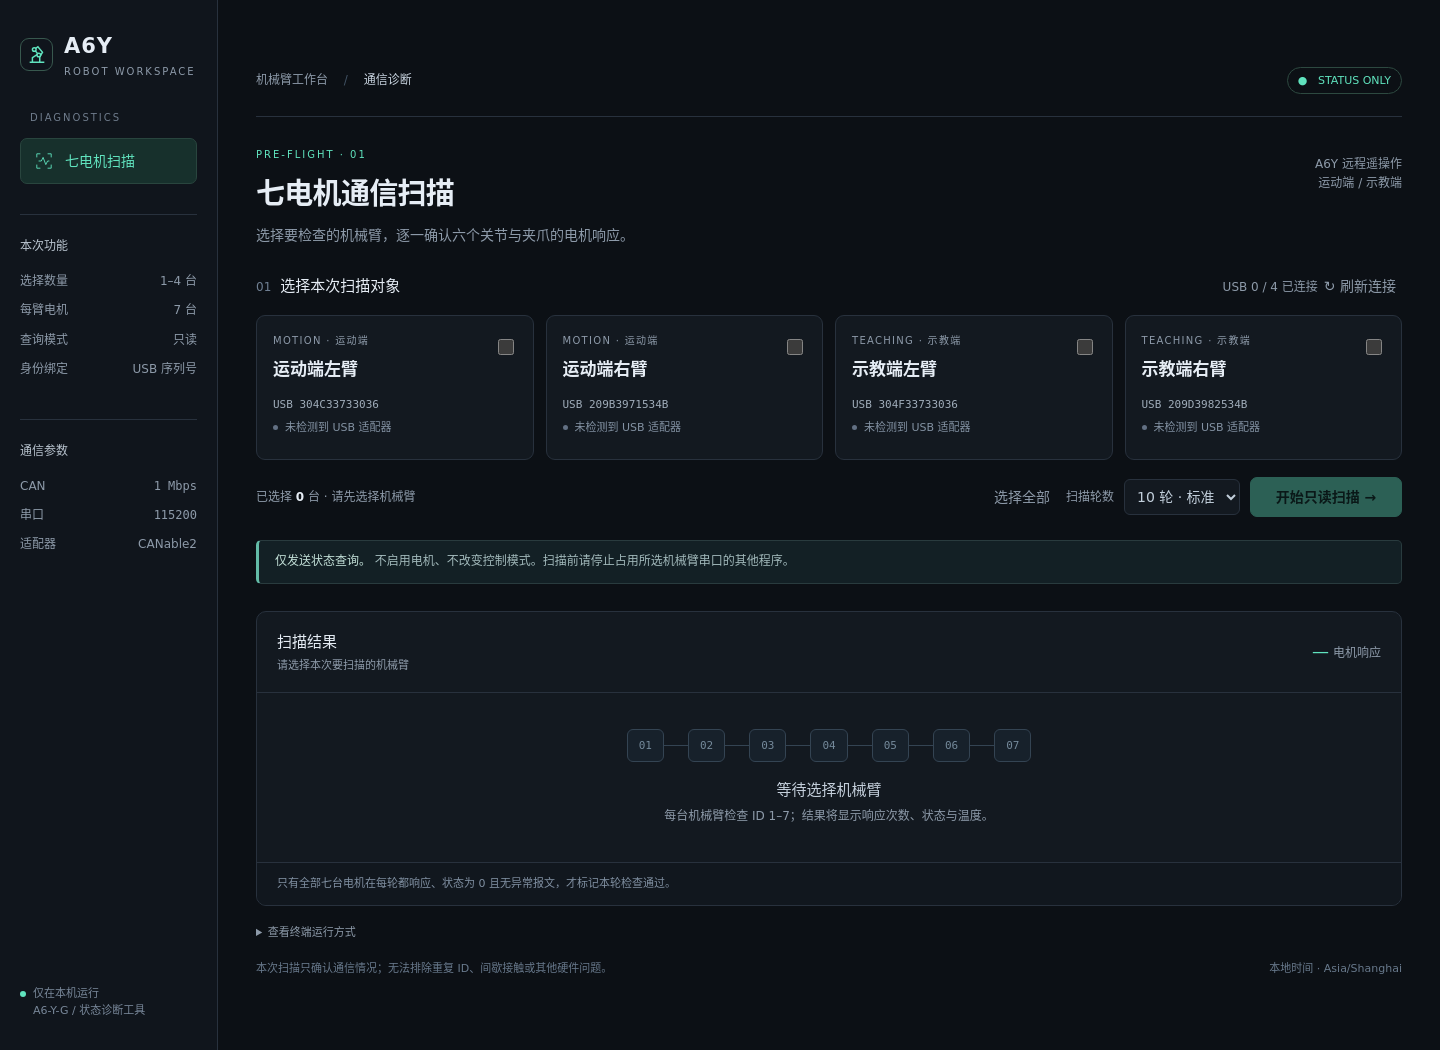 A6Y
ROBOT WORKSPACE
DIAGNOSTICS
七电机扫描
本次功能
选择数量 1–4 台
每臂电机 7 台
查询模式 只读
身份绑定 USB 序列号
通信参数
CAN 1 Mbps
串口 115200
适配器 CANable2
仅在本机运行
A6-Y-G / 状态诊断工具
机械臂工作台 / 通信诊断
STATUS ONLY
PRE-FLIGHT · 01
七电机通信扫描
选择要检查的机械臂，逐一确认六个关节与夹爪的电机响应。
A6Y 远程遥操作
运动端 / 示教端
01 选择本次扫描对象
USB 0 / 4 已连接 ↻ 刷新连接
MOTION · 运动端
运动端左臂
USB 304C33733036
未检测到 USB 适配器
MOTION · 运动端
运动端右臂
USB 209B3971534B
未检测到 USB 适配器
TEACHING · 示教端
示教端左臂
USB 304F33733036
未检测到 USB 适配器
TEACHING · 示教端
示教端右臂
USB 209D3982534B
未检测到 USB 适配器
已选择 0 台 · 请先选择机械臂
选择全部 扫描轮数 10 轮 · 标准 开始只读扫描 →
仅发送状态查询。 不启用电机、不改变控制模式。扫描前请停止占用所选机械臂串口的其他程序。
扫描结果
请选择本次要扫描的机械臂
电机响应
01 02 03 04 05 06 07
等待选择机械臂
每台机械臂检查 ID 1–7；结果将显示响应次数、状态与温度。
只有全部七台电机在每轮都响应、状态为 0 且无异常报文，才标记本轮检查通过。
▶ 查看终端运行方式
本次扫描只确认通信情况；无法排除重复 ID、间歇接触或其他硬件问题。
本地时间 · Asia/Shanghai